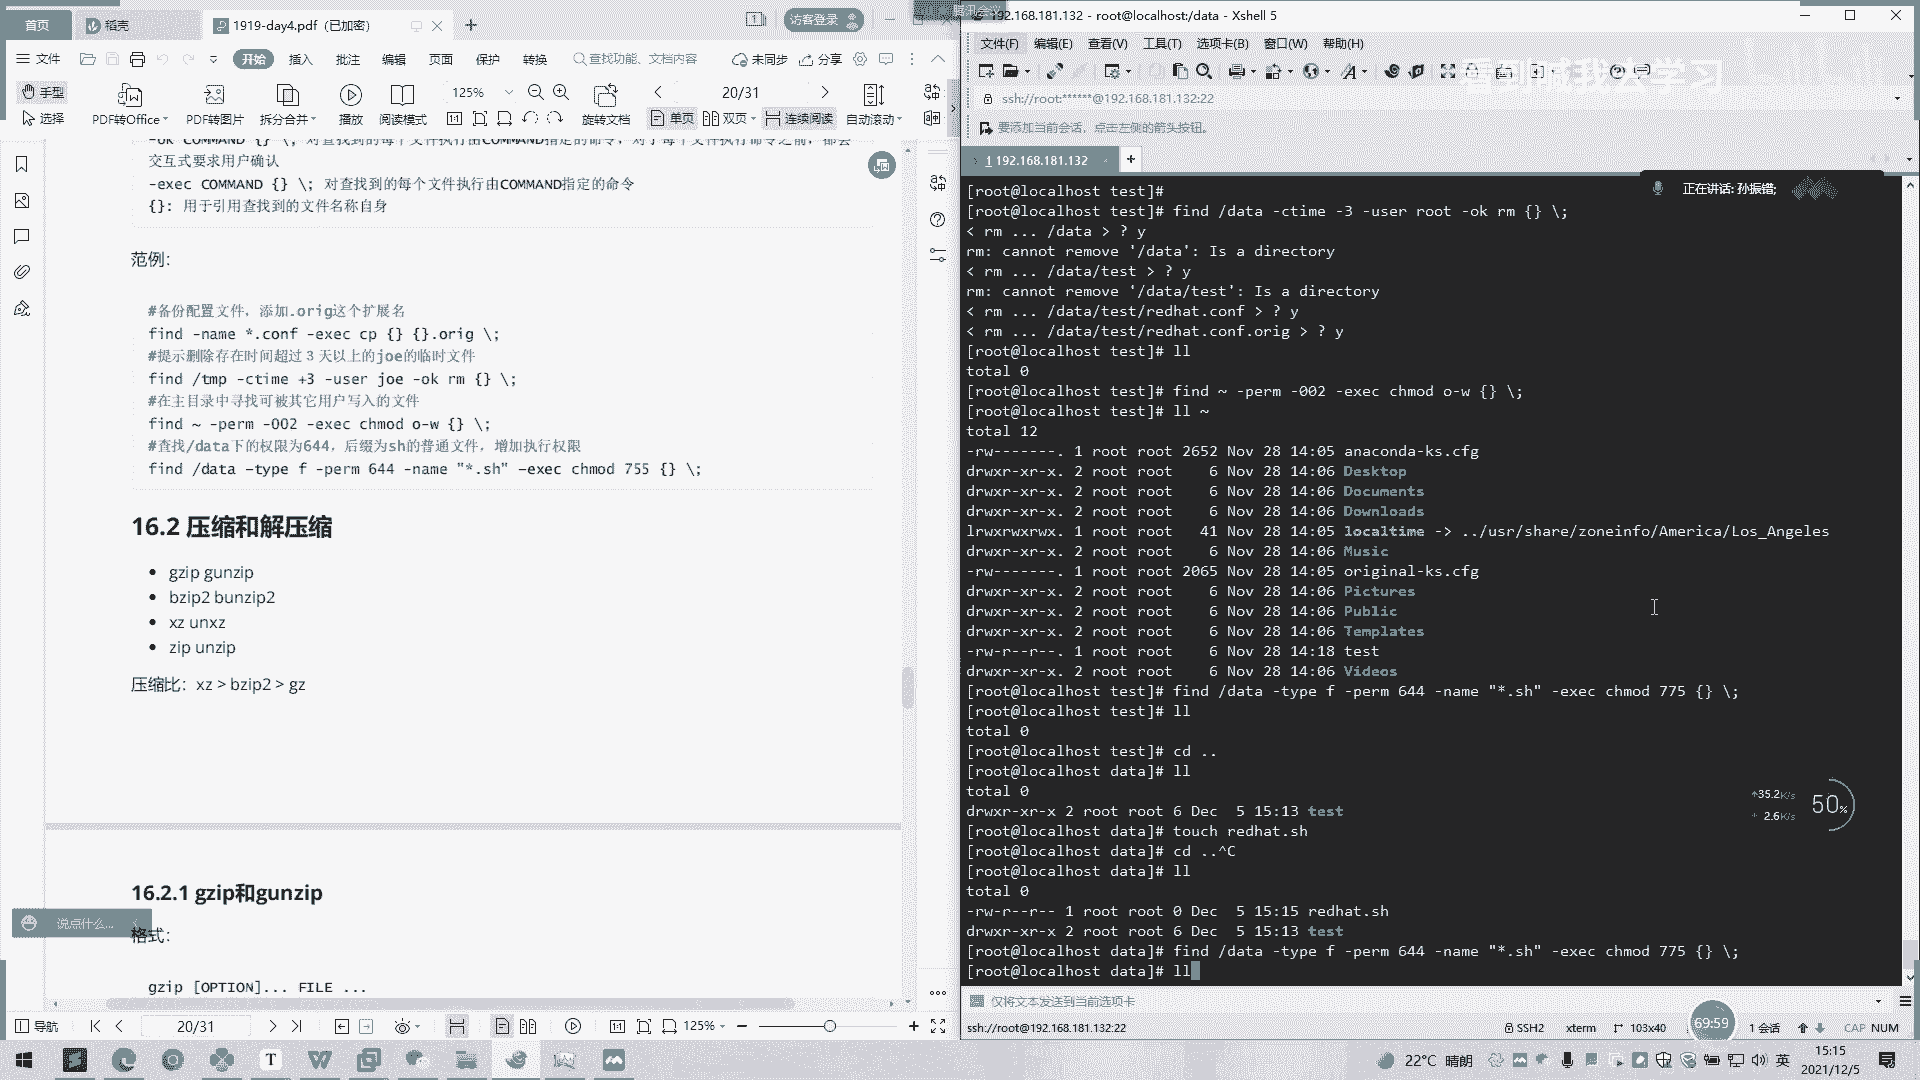 首页
稻壳
1919-day4.pdf（已加密）
访客登录
文件
开始
插入
批注
编辑
页面
保护
转换
查找功能、文档内容
未同步
分享
手型
选择
PDF转Office
PDF转图片
拆分合并
播放
阅读模式
125%
20/31
旋转文档
单页
双页
连续阅读
自动滚动
-ok COMMAND {} \; 对查找到的每个文件执行由COMMAND指定的命令，对于每个文件执行命令之前，都会
交互式要求用户确认
-exec COMMAND {} \; 对查找到的每个文件执行由COMMAND指定的命令
{}: 用于引用查找到的文件名称自身
范例：
#备份配置文件，添加.orig这个扩展名
find -name *.conf -exec cp {} {}.orig \;
#提示删除存在时间超过３天以上的joe的临时文件
find /tmp -ctime +3 -user joe -ok rm {} \;
#在主目录中寻找可被其它用户写入的文件
find ~ -perm -002 -exec chmod o-w {} \;
#查找/data下的权限为644，后缀为sh的普通文件，增加执行权限
find /data –type f -perm 644 -name "*.sh" –exec chmod 755 {} \;
16.2 压缩和解压缩
• gzip gunzip
• bzip2 bunzip2
• xz unxz
• zip unzip
压缩比：xz > bzip2 > gz
16.2.1 gzip和gunzip
说点什么...
格式：
gzip [OPTION]... FILE ...
导航
20/31
125%
192.168.181.132 - root@localhost:/data - Xshell 5
文件(F)
编辑(E)
查看(V)
工具(T)
选项卡(B)
窗口(W)
帮助(H)
看到喊我去学习
ssh://root:******@192.168.181.132:22
要添加当前会话，点击左侧的箭头按钮。
1 192.168.181.132
正在讲话: 孙振锴;
[root@localhost test]#
[root@localhost test]# find /data -ctime -3 -user root -ok rm {} \;
< rm ... /data > ? y
rm: cannot remove '/data': Is a directory
< rm ... /data/test > ? y
rm: cannot remove '/data/test': Is a directory
< rm ... /data/test/redhat.conf > ? y
< rm ... /data/test/redhat.conf.orig > ? y
[root@localhost test]# ll
total 0
[root@localhost test]# find ~ -perm -002 -exec chmod o-w {} \;
[root@localhost test]# ll ~
total 12
-rw-------. 1 root root 2652 Nov 28 14:05 anaconda-ks.cfg
drwxr-xr-x. 2 root root    6 Nov 28 14:06 Desktop
drwxr-xr-x. 2 root root    6 Nov 28 14:06 Documents
drwxr-xr-x. 2 root root    6 Nov 28 14:06 Downloads
lrwxrwxrwx. 1 root root   41 Nov 28 14:05 localtime -> ../usr/share/zoneinfo/America/Los_Angeles
drwxr-xr-x. 2 root root    6 Nov 28 14:06 Music
-rw-------. 1 root root 2065 Nov 28 14:05 original-ks.cfg
drwxr-xr-x. 2 root root    6 Nov 28 14:06 Pictures
drwxr-xr-x. 2 root root    6 Nov 28 14:06 Public
drwxr-xr-x. 2 root root    6 Nov 28 14:06 Templates
-rw-r--r--. 1 root root    6 Nov 28 14:18 test
drwxr-xr-x. 2 root root    6 Nov 28 14:06 Videos
[root@localhost test]# find /data -type f -perm 644 -name "*.sh" -exec chmod 775 {} \;
[root@localhost test]# ll
total 0
[root@localhost test]# cd ..
[root@localhost data]# ll
total 0
drwxr-xr-x 2 root root 6 Dec  5 15:13 test
[root@localhost data]# touch redhat.sh
[root@localhost data]# cd ..^C
[root@localhost data]# ll
total 0
-rw-r--r-- 1 root root 0 Dec  5 15:15 redhat.sh
drwxr-xr-x 2 root root 6 Dec  5 15:13 test
[root@localhost data]# find /data -type f -perm 644 -name "*.sh" -exec chmod 775 {} \;
[root@localhost data]# ll
35.2K/s
2.6K/s
50%
仅将文本发送到当前选项卡
ssh://root@192.168.181.132:22
SSH2
xterm
103x40
69:59
1 会话
CAP NUM
22°C 晴朗
英
15:15
2021/12/5